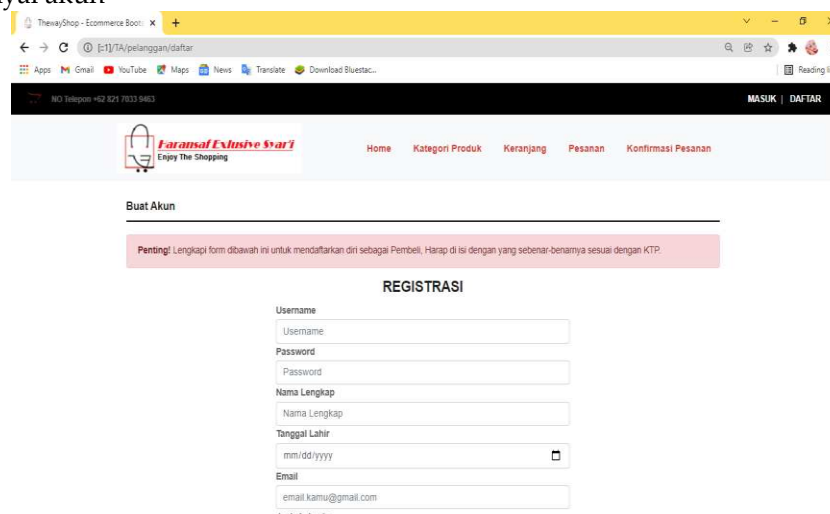 ThewayShop - Ecommerce Boot
[::1]/TA/pelanggan/daftar
Apps Gmail YouTube Maps News Translate Download Bluestac...
Reading li
NO Telepon +62 821 7033 9463
MASUK | DAFTAR
Faransaf Exlusive Syar'i
Enjoy The Shopping
Home Kategori Produk Keranjang Pesanan Konfirmasi Pesanan
Buat Akun
Penting! Lengkapi form dibawah ini untuk mendaftarkan diri sebagai Pembeli, Harap di isi dengan yang sebenar-benarnya sesuai dengan KTP.
REGISTRASI
Username
Username
Password
Password
Nama Lengkap
Nama Lengkap
Tanggal Lahir
mm/dd/yyyy
Email
email.kamu@gmail.com